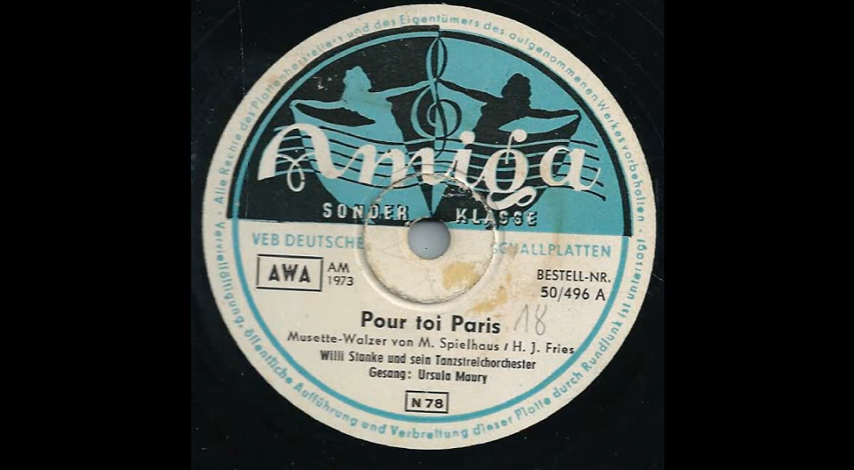 Alle Rechte des Plattenherstellers und des Eigentümers des aufgenommenen Werkes vorbehalten -
Amiga
SONDER KLASSE
VEB DEUTSCHE SCHALLPLATTEN
AWA
AM
1973
BESTELL-NR.
50/496 A
Pour toi Paris
18
Musette-Walzer von M. Spielhaus / H. J. Fries
Willi Stanke und sein Tanzstreichorchester
Gesang: Ursula Maury
N 78
Vervielfältigung, öffentliche Aufführung und Verbreitung dieser Platte durch Rundfunk ist untersagt -